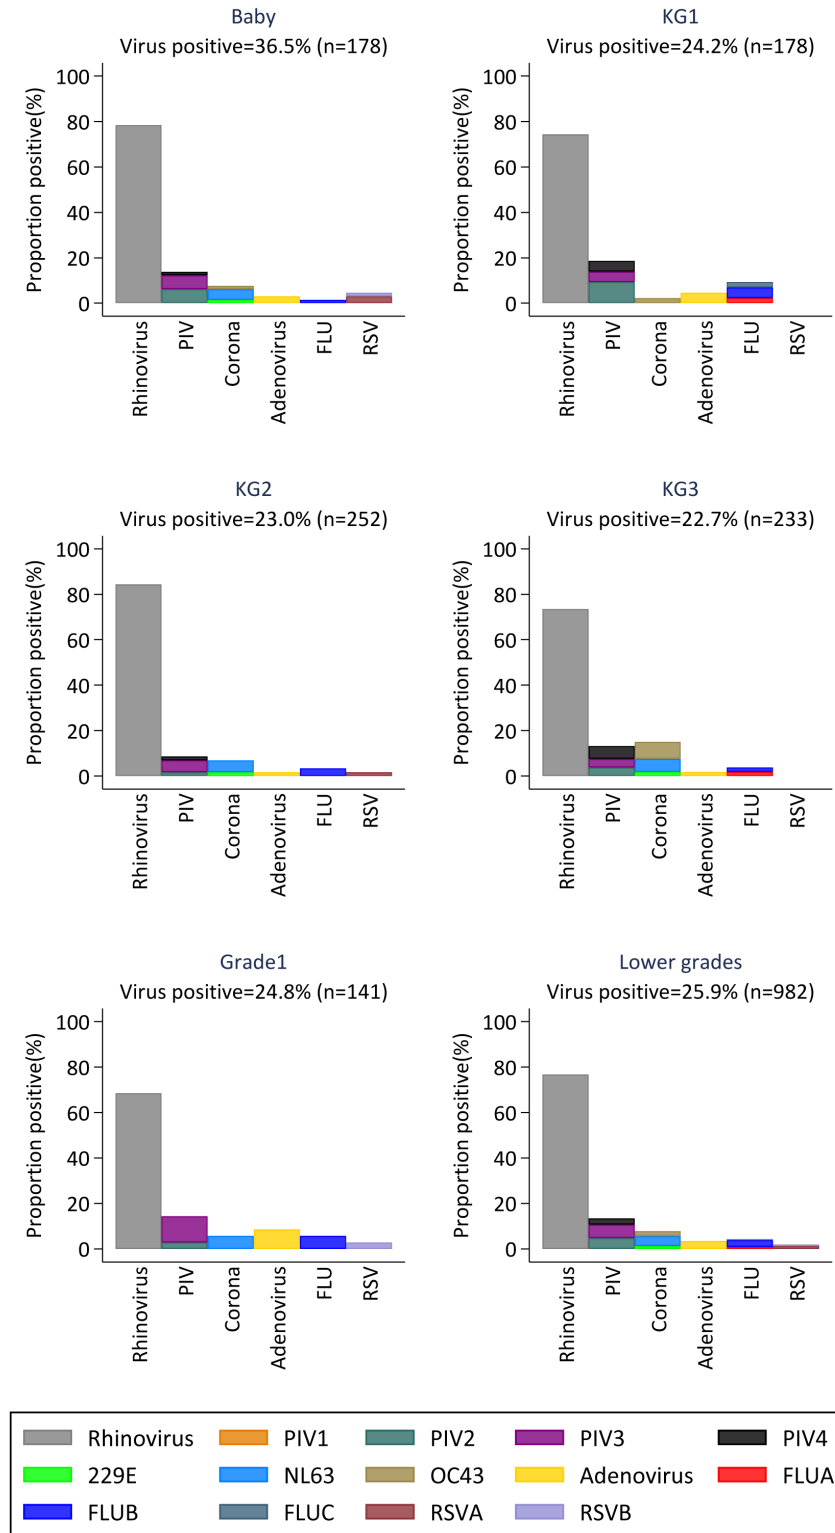 Baby
Virus positive=36.5% (n=178)
Proportion positive(%)
100
80
60
40
20
0
Rhinovirus
PIV
Corona
Adenovirus
FLU
RSV
KG1
Virus positive=24.2% (n=178)
Proportion positive(%)
100
80
60
40
20
0
Rhinovirus
PIV
Corona
Adenovirus
FLU
RSV
KG2
Virus positive=23.0% (n=252)
Proportion positive(%)
100
80
60
40
20
0
Rhinovirus
PIV
Corona
Adenovirus
FLU
RSV
KG3
Virus positive=22.7% (n=233)
Proportion positive(%)
100
80
60
40
20
0
Rhinovirus
PIV
Corona
Adenovirus
FLU
RSV
Grade1
Virus positive=24.8% (n=141)
Proportion positive(%)
100
80
60
40
20
0
Rhinovirus
PIV
Corona
Adenovirus
FLU
RSV
Lower grades
Virus positive=25.9% (n=982)
Proportion positive(%)
100
80
60
40
20
0
Rhinovirus
PIV
Corona
Adenovirus
FLU
RSV
Rhinovirus PIV1 PIV2 PIV3 PIV4
229E NL63 OC43 Adenovirus FLUA
FLUB FLUC RSVA RSVB